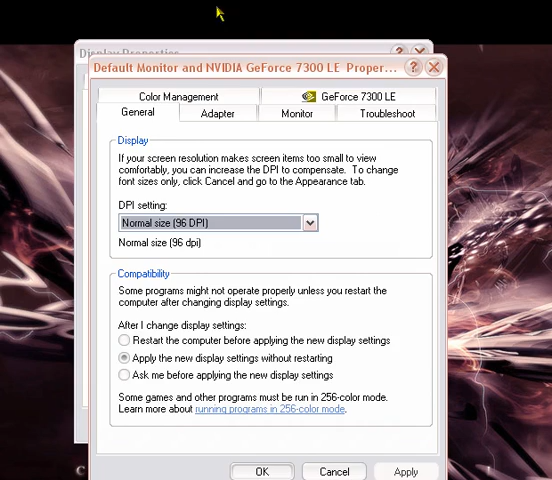 Display Properties
Default Monitor and NVIDIA GeForce 7300 LE Proper...
Color Management
GeForce 7300 LE
General
Adapter
Monitor
Troubleshoot
Display
If your screen resolution makes screen items too small to view
comfortably, you can increase the DPI to compensate. To change
font sizes only, click Cancel and go to the Appearance tab.
DPI setting:
Normal size (96 DPI)
Normal size (96 dpi)
Compatibility
Some programs might not operate properly unless you restart the
computer after changing display settings.
After I change display settings:
Restart the computer before applying the new display settings
Apply the new display settings without restarting
Ask me before applying the new display settings
Some games and other programs must be run in 256-color mode.
Learn more about running programs in 256-color mode.
OK
Cancel
Apply